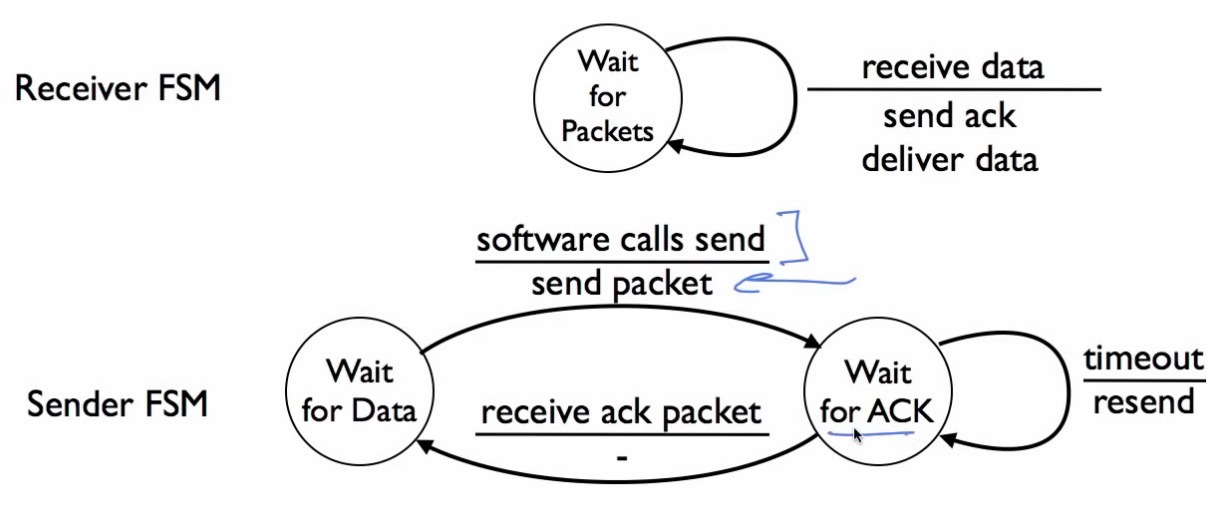 Receiver FSM
Wait
for
Packets
receive data
send ack
deliver data
software calls send
send packet
Sender FSM
Wait
for Data
receive ack packet
-
Wait
for ACK
timeout
resend